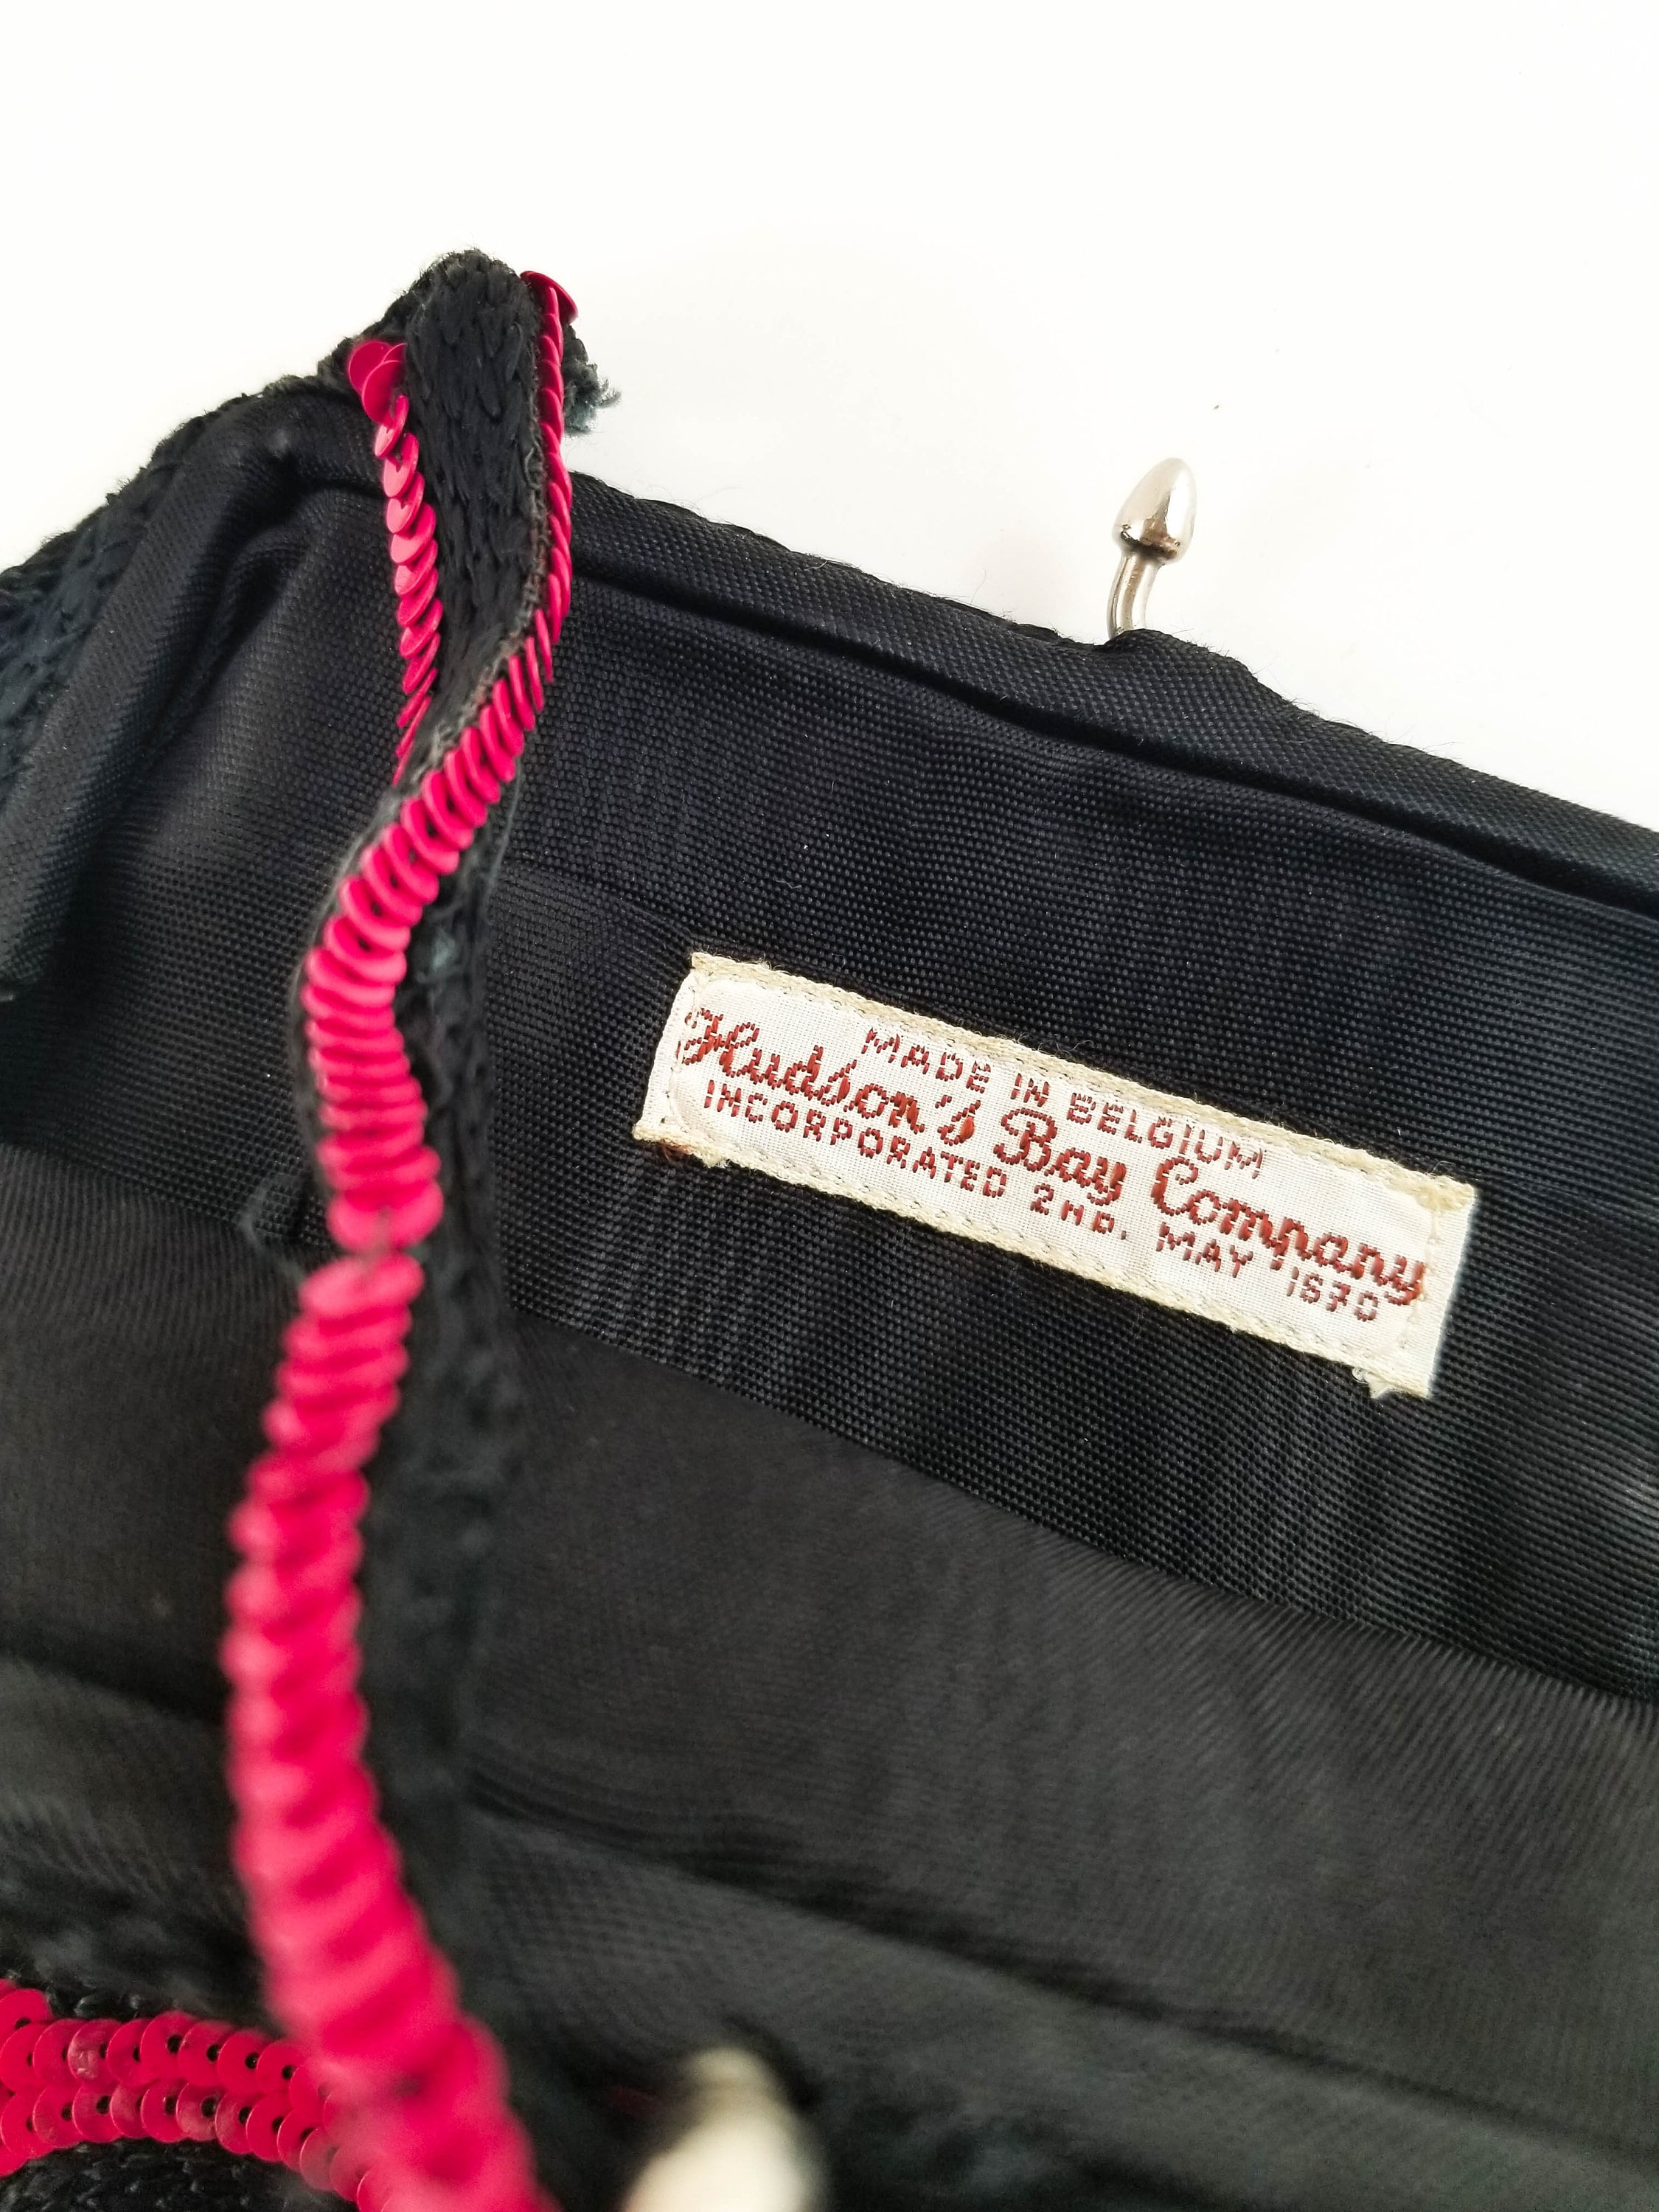 MADE IN BELGIUM
Hudson's Bay Company
INCORPORATED 2ND. MAY 1670